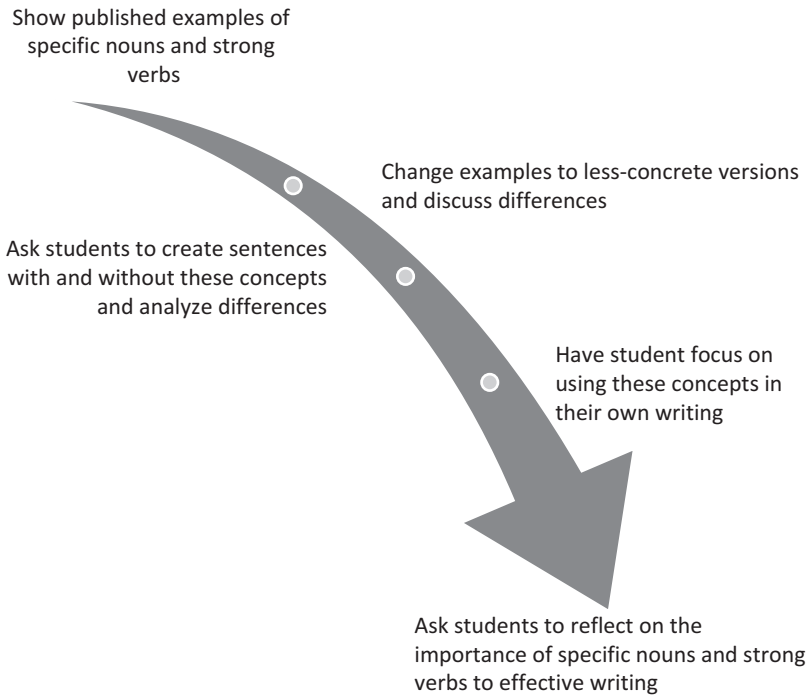 Show published examples of
specific nouns and strong
verbs
Change examples to less-concrete versions
and discuss differences
Ask students to create sentences
with and without these concepts
and analyze differences
Have student focus on
using these concepts in
their own writing
Ask students to reflect on the
importance of specific nouns and strong
verbs to effective writing